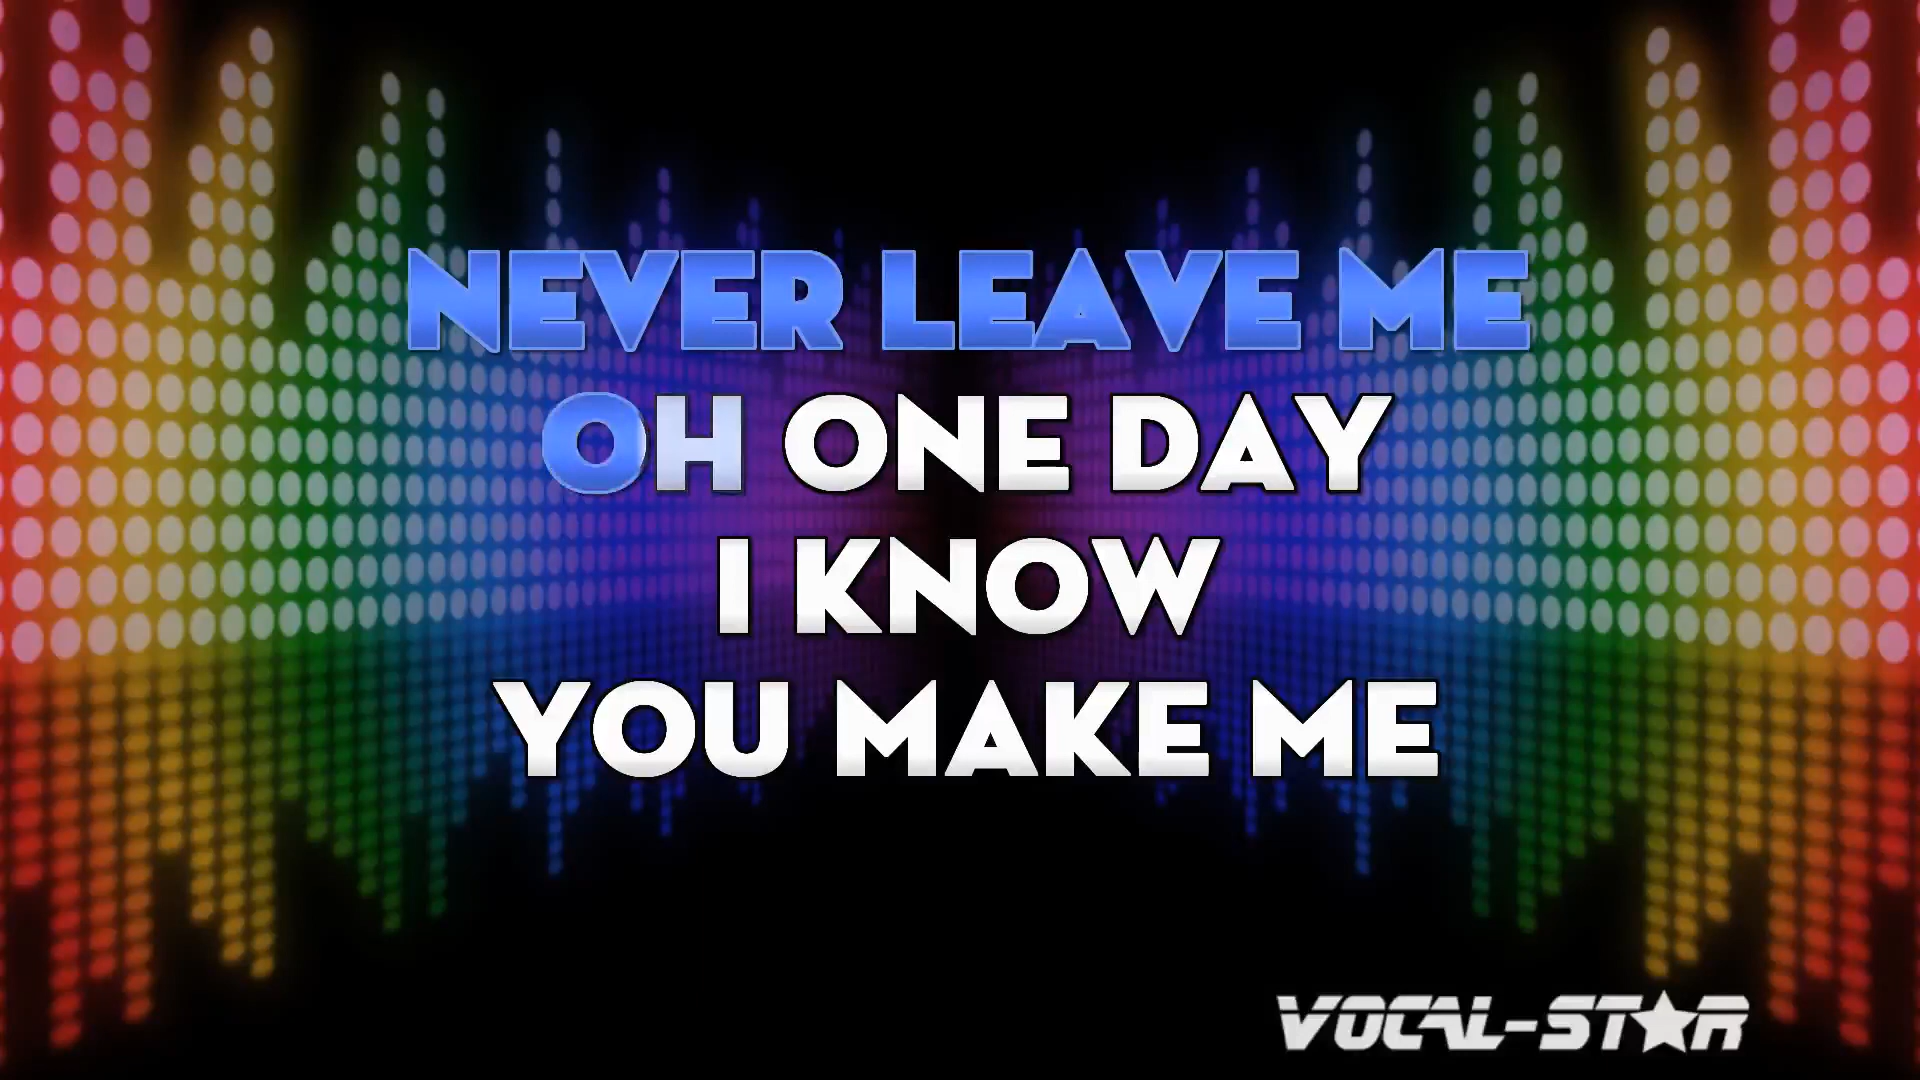 NEVER LEAVE ME
OH ONE DAY
I KNOW
YOU MAKE ME
VOCAL-STAR